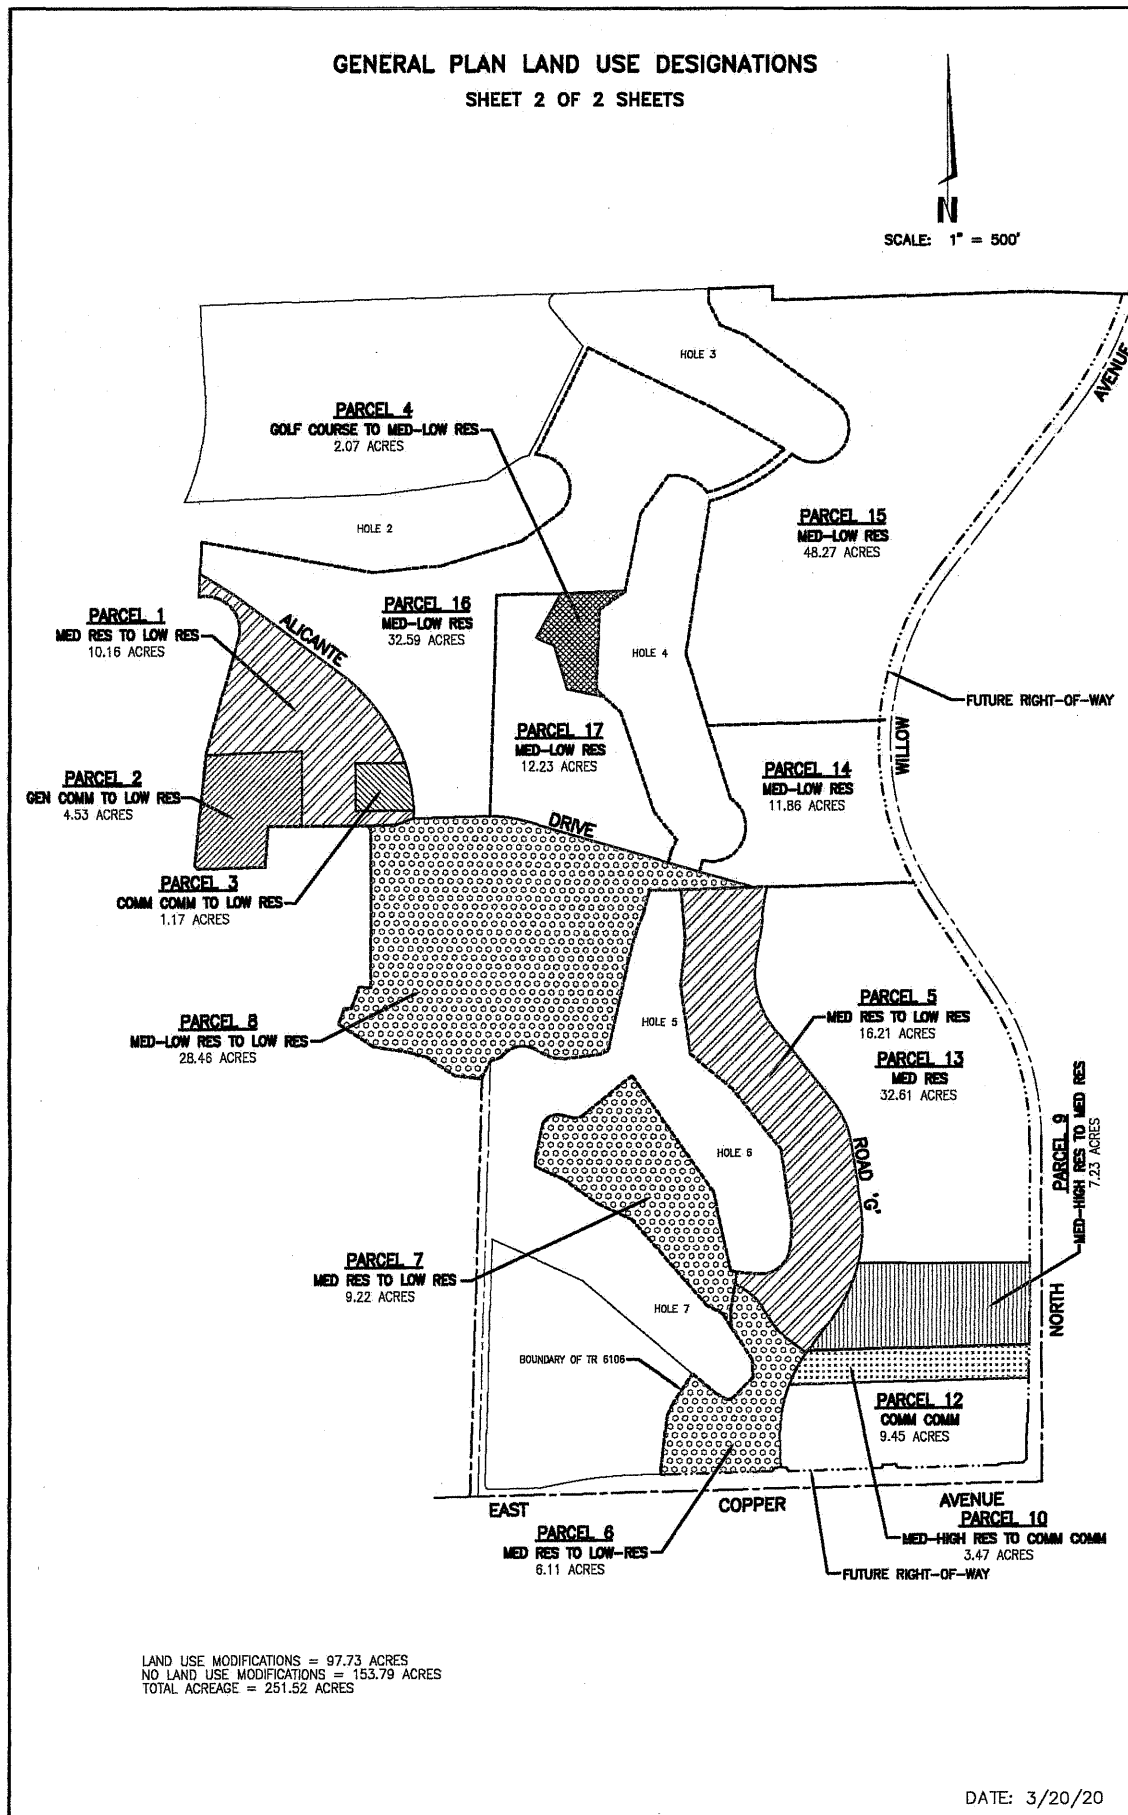 GENERAL PLAN LAND USE DESIGNATIONS
SHEET 2 OF 2 SHEETS
N
SCALE: 1" = 500'
HOLE 3
AVENUE
PARCEL 4
GOLF COURSE TO MED-LOW RES
2.07 ACRES
HOLE 2
PARCEL 15
MED-LOW RES
48.27 ACRES
PARCEL 1
MED RES TO LOW RES
10.16 ACRES
ALICANTE
PARCEL 16
MED-LOW RES
32.59 ACRES
HOLE 4
FUTURE RIGHT-OF-WAY
WILLOW
PARCEL 17
MED-LOW RES
12.23 ACRES
PARCEL 14
MED-LOW RES
11.86 ACRES
PARCEL 2
GEN COMM TO LOW RES
4.53 ACRES
DRIVE
PARCEL 3
COMM COMM TO LOW RES
1.17 ACRES
PARCEL 5
MED RES TO LOW RES
16.21 ACRES
HOLE 5
PARCEL 8
MED-LOW RES TO LOW RES
28.46 ACRES
PARCEL 13
MED RES
32.61 ACRES
PARCEL 9
MED-HIGH RES TO MED RES
7.23 ACRES
HOLE 6
ROAD 'G'
PARCEL 7
MED RES TO LOW RES
9.22 ACRES
HOLE 7
NORTH
BOUNDARY OF TR 6106
PARCEL 12
COMM COMM
9.45 ACRES
EAST COPPER AVENUE
PARCEL 10
MED-HIGH RES TO COMM COMM
3.47 ACRES
PARCEL 6
MED RES TO LOW-RES
6.11 ACRES
FUTURE RIGHT-OF-WAY
LAND USE MODIFICATIONS = 97.73 ACRES
NO LAND USE MODIFICATIONS = 153.79 ACRES
TOTAL ACREAGE = 251.52 ACRES
DATE: 3/20/20